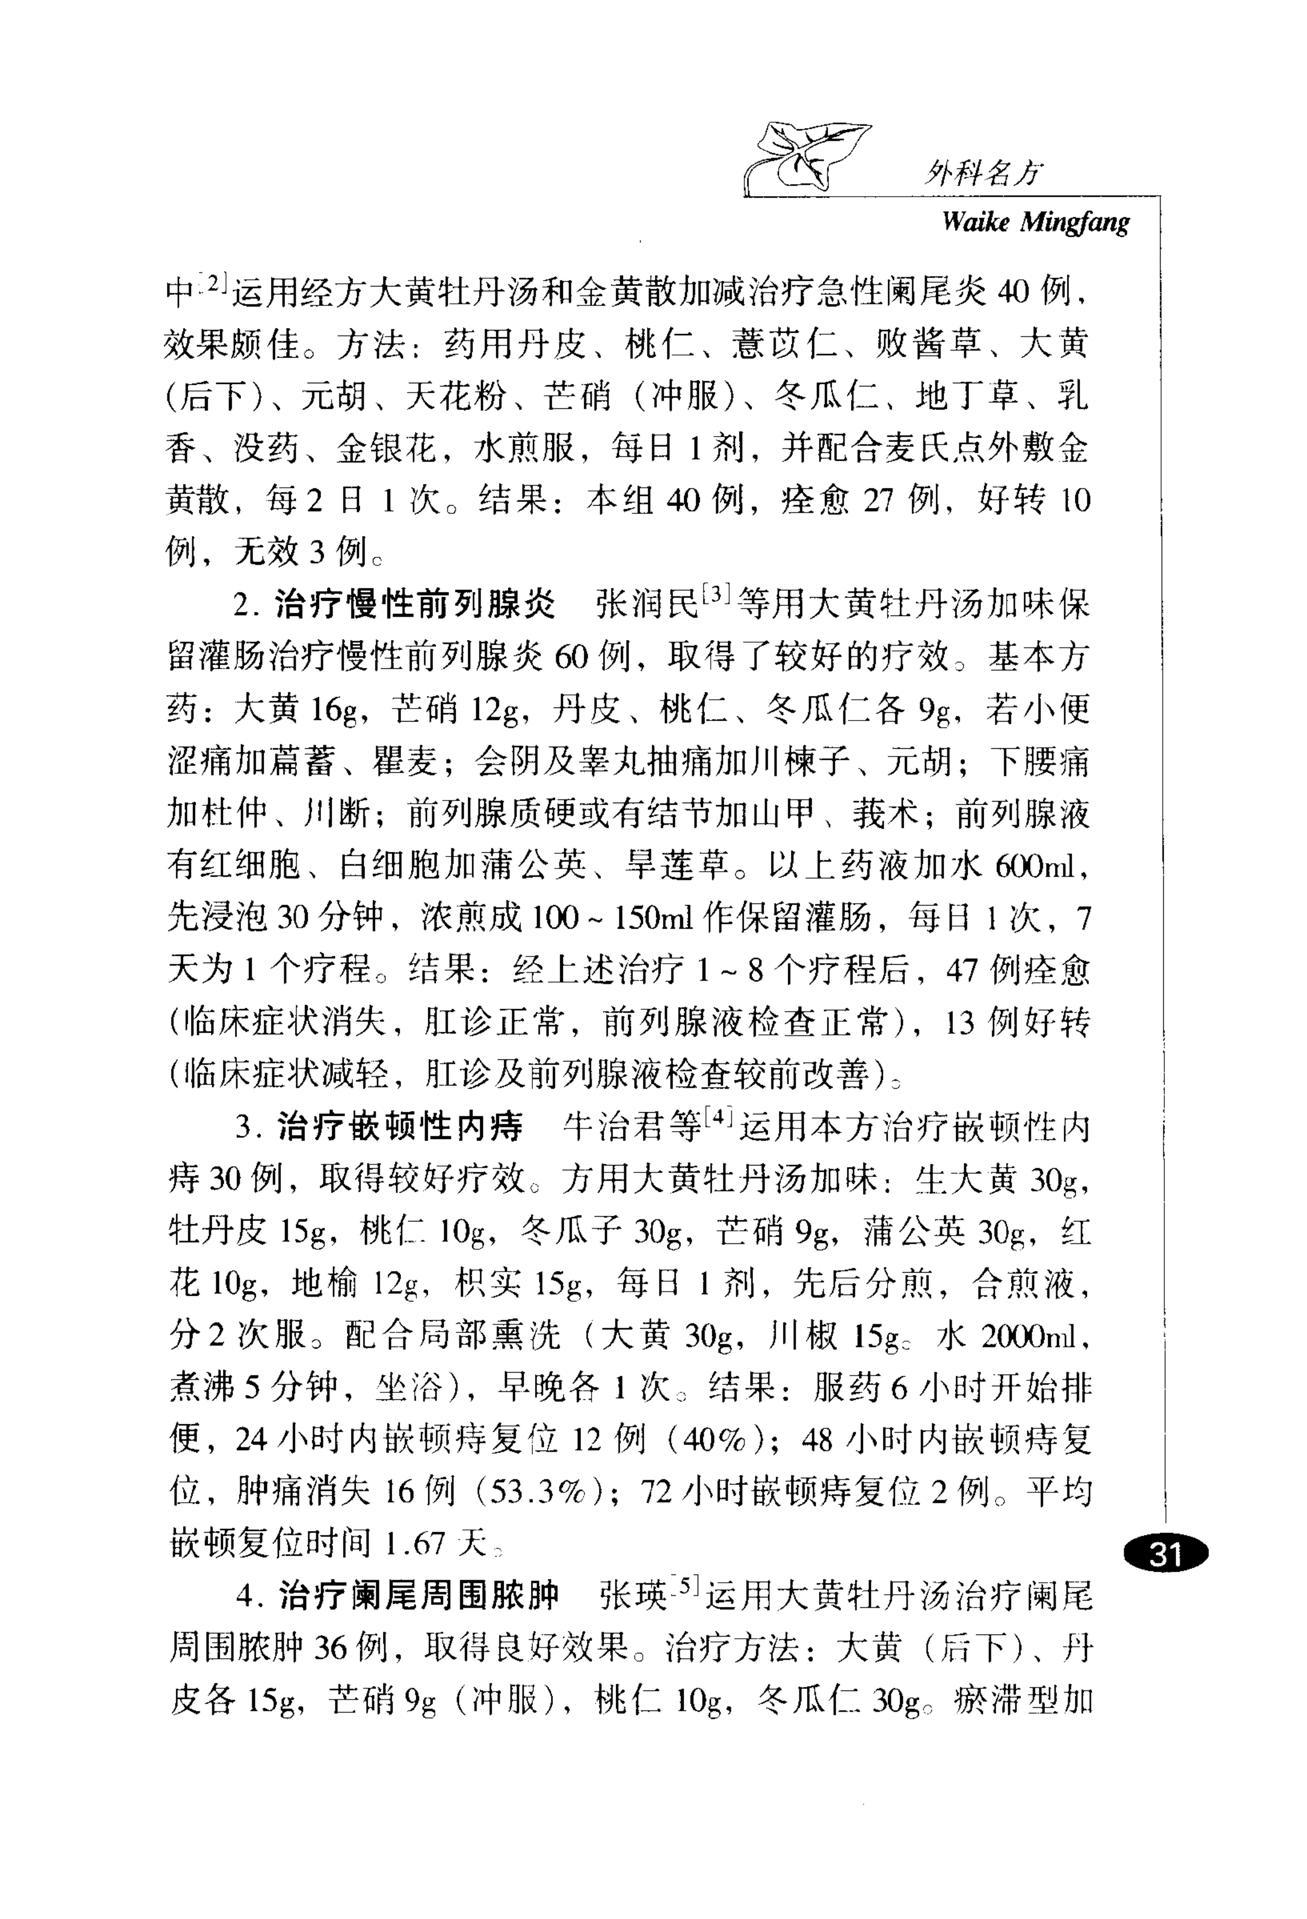 外科名方
Waike Mingfang
中[2]运用经方大黄牡丹汤和金黄散加减治疗急性阑尾炎 40 例，
效果颇佳。方法：药用丹皮、桃仁、薏苡仁、败酱草、大黄
（后下）、元胡、天花粉、芒硝（冲服）、冬瓜仁、地丁草、乳
香、没药、金银花，水煎服，每日 1 剂，并配合麦氏点外敷金
黄散，每 2 日 1 次。结果：本组 40 例，痊愈 27 例，好转 10
例，无效 3 例。
2. 治疗慢性前列腺炎　张润民[3]等用大黄牡丹汤加味保
留灌肠治疗慢性前列腺炎 60 例，取得了较好的疗效。基本方
药：大黄 16g，芒硝 12g，丹皮、桃仁、冬瓜仁各 9g，若小便
涩痛加萹蓄、瞿麦；会阴及睾丸抽痛加川楝子、元胡；下腰痛
加杜仲、川断；前列腺质硬或有结节加山甲、莪术；前列腺液
有红细胞、白细胞加蒲公英、旱莲草。以上药液加水 600ml，
先浸泡 30 分钟，浓煎成 100～150ml 作保留灌肠，每日 1 次，7
天为 1 个疗程。结果：经上述治疗 1～8 个疗程后，47 例痊愈
（临床症状消失，肛诊正常，前列腺液检查正常），13 例好转
（临床症状减轻，肛诊及前列腺液检查较前改善）。
3. 治疗嵌顿性内痔　牛治君等[4]运用本方治疗嵌顿性内
痔 30 例，取得较好疗效。方用大黄牡丹汤加味：生大黄 30g，
牡丹皮 15g，桃仁 10g，冬瓜子 30g，芒硝 9g，蒲公英 30g，红
花 10g，地榆 12g，枳实 15g，每日 1 剂，先后分煎，合煎液，
分 2 次服。配合局部熏洗（大黄 30g，川椒 15g。水 2000ml，
煮沸 5 分钟，坐浴），早晚各 1 次。结果：服药 6 小时开始排
便，24 小时内嵌顿痔复位 12 例（40%）；48 小时内嵌顿痔复
位，肿痛消失 16 例（53.3%）；72 小时嵌顿痔复位 2 例。平均
嵌顿复位时间 1.67 天。
4. 治疗阑尾周围脓肿　张瑛[5]运用大黄牡丹汤治疗阑尾
周围脓肿 36 例，取得良好效果。治疗方法：大黄（后下）、丹
皮各 15g，芒硝 9g（冲服），桃仁 10g，冬瓜仁 30g。瘀滞型加
31